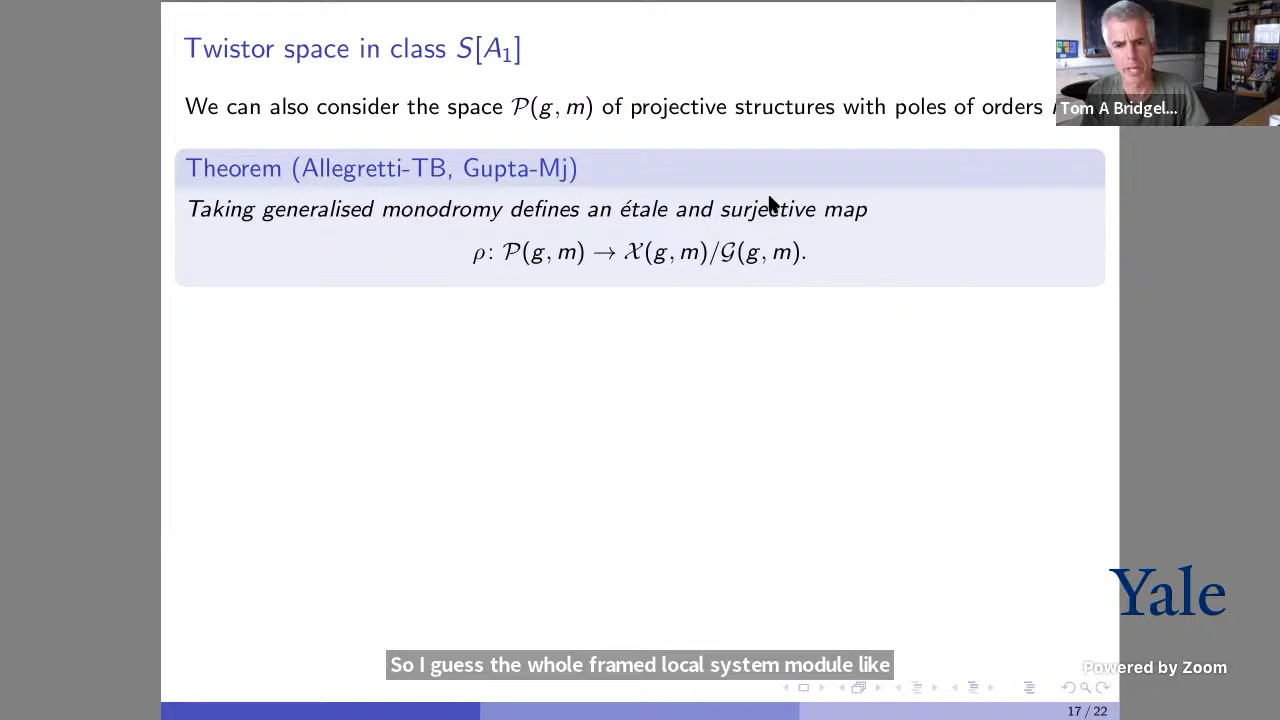 Twistor space in class S[A₁]
We can also consider the space 𝒫(g, m) of projective structures with poles of orders
Tom A Bridgel...
Theorem (Allegretti-TB, Gupta-Mj)
Taking generalised monodromy defines an étale and surjective map
ρ: 𝒫(g, m) → 𝒳(g, m)/𝒢(g, m).
Yale
So I guess the whole framed local system module like
Powered by Zoom
17 / 22